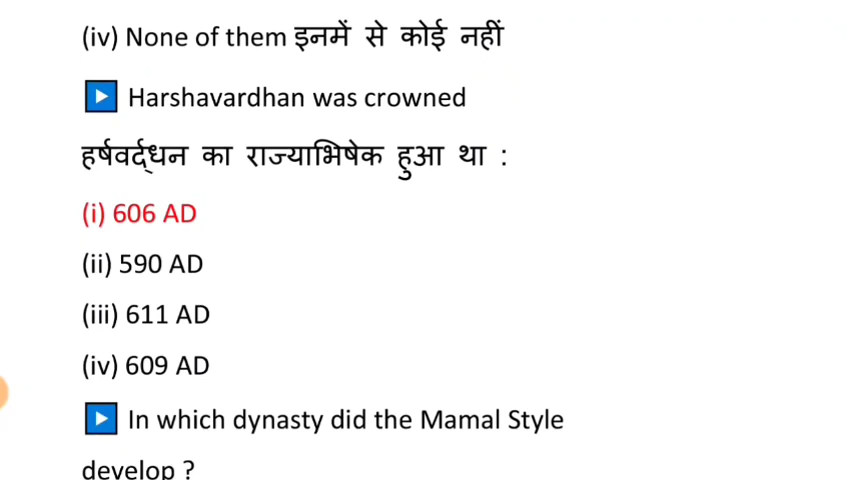 (iv) None of them इनमें से कोई नहीं
▶ Harshavardhan was crowned
हर्षवर्द्धन का राज्याभिषेक हुआ था :
(i) 606 AD
(ii) 590 AD
(iii) 611 AD
(iv) 609 AD
▶ In which dynasty did the Mamal Style
develop ?